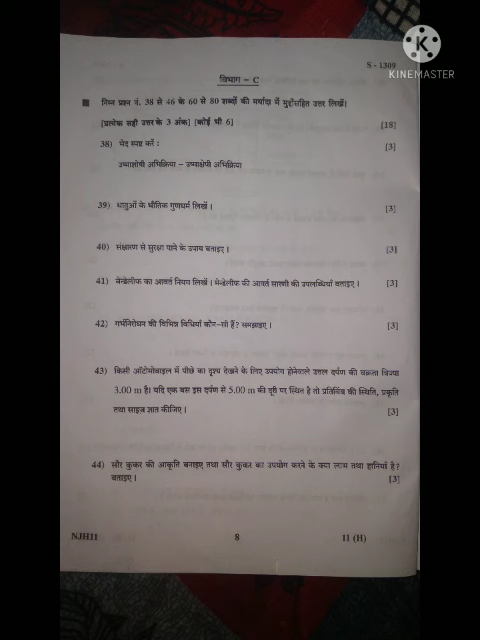 KINEMASTER
S - 1309
विभाग – C
निम्न प्रश्न नं. 38 से 46 के 60 से 80 शब्दों की मर्यादा में मुद्दोंसहित उत्तर लिखें।
[प्रत्येक सही उत्तर के 3 अंक] [कोई भी 6] [18]
38) भेद स्पष्ट करें : [3]
उष्माशोषी अभिक्रिया – उष्माक्षेपी अभिक्रिया
39) धातुओं के भौतिक गुणधर्म लिखें। [3]
40) संक्षारण से सुरक्षा पाने के उपाय बताइए। [3]
41) मेन्डेलीफ का आवर्त नियम लिखें। मेन्डेलीफ की आवर्त सारणी की उपलब्धियाँ बताइए। [3]
42) गर्भनिरोधन की विभिन्न विधियाँ कौन-सी हैं? समझाइए। [3]
43) किसी ऑटोमोबाइल में पीछे का दृश्य देखने के लिए उपयोग होनेवाले उत्तल दर्पण की वक्रता त्रिज्या
3.00 m है। यदि एक बस इस दर्पण से 5.00 m की दूरी पर स्थित है तो प्रतिबिंब की स्थिति, प्रकृति
तथा साइज़ ज्ञात कीजिए। [3]
44) सौर कुकर की आकृति बनाइए तथा सौर कुकर का उपयोग करने के क्या लाभ तथा हानियाँ है?
बताइए। [3]
NJH11 8 11 (H)